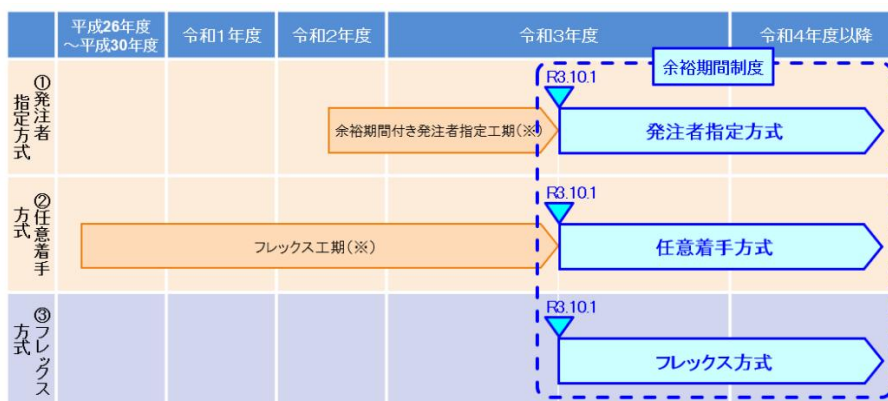 平成26年度
～平成30年度
令和1年度
令和2年度
令和3年度
令和4年度以降
余裕期間制度
①発注者
指定方式
余裕期間付き発注者指定工期(※)
R3.10.1
発注者指定方式
②任意着手
方式
フレックス工期(※)
R3.10.1
任意着手方式
③フレックス
方式
R3.10.1
フレックス方式